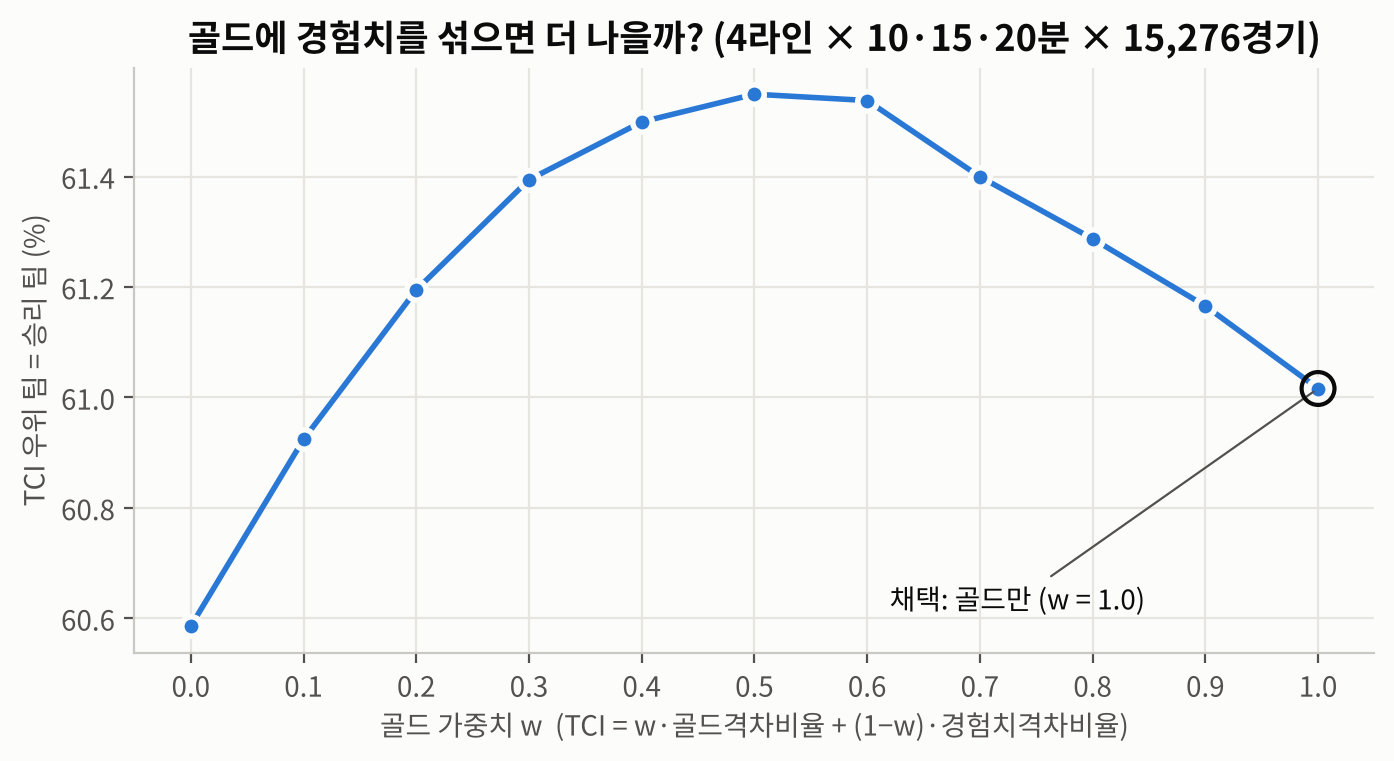 골드에 경험치를 섞으면 더 나을까? (4라인 × 10·15·20분 × 15,276경기)
TCI 우위 팀 = 승리 팀 (%)
61.4
61.2
61.0
60.8
60.6
채택: 골드만 (w = 1.0)
0.0 0.1 0.2 0.3 0.4 0.5 0.6 0.7 0.8 0.9 1.0
골드 가중치 w (TCI = w·골드격차비율 + (1−w)·경험치격차비율)